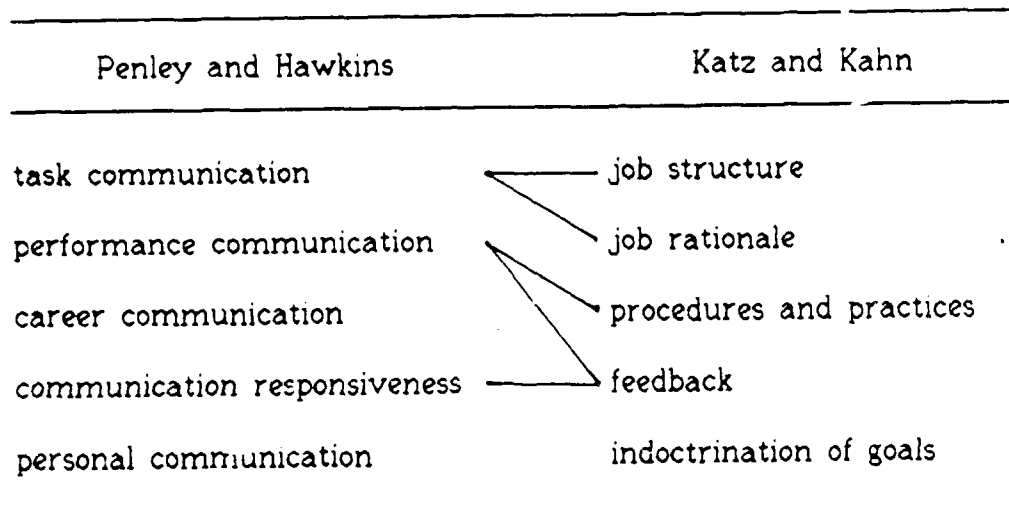 Penley and Hawkins Katz and Kahn
task communication job structure
performance communication job rationale
career communication procedures and practices
communication responsiveness feedback
personal communication indoctrination of goals